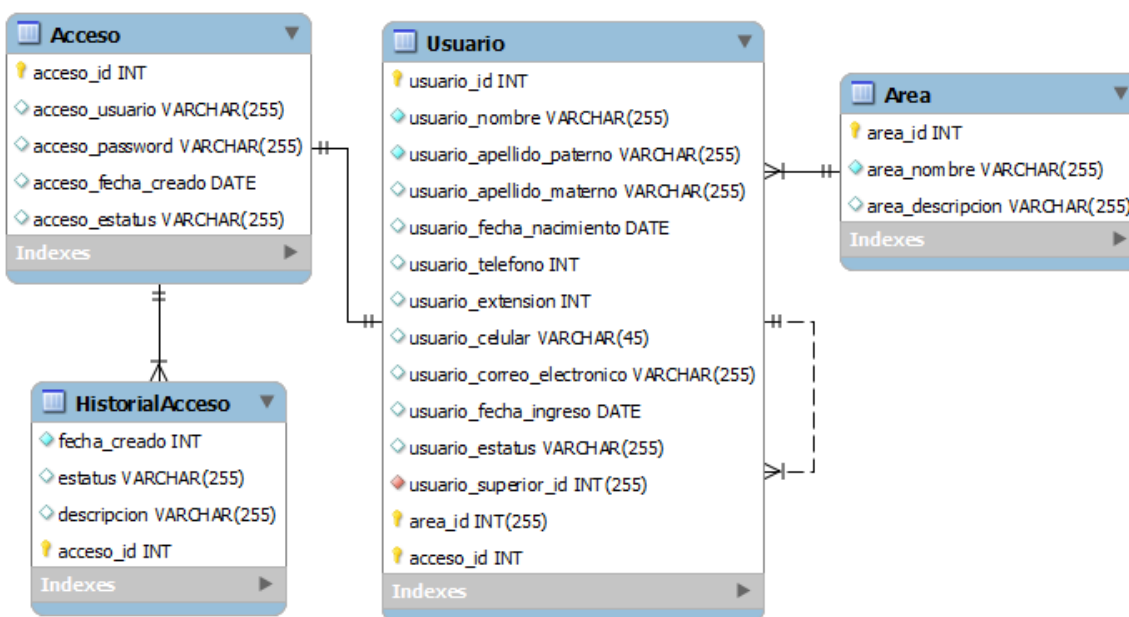 Acceso
acceso_id INT
acceso_usuario VARCHAR(255)
acceso_password VARCHAR(255)
acceso_fecha_creado DATE
acceso_estatus VARCHAR(255)
Indexes
HistorialAcceso
fecha_creado INT
estatus VARCHAR(255)
descripcion VARCHAR(255)
acceso_id INT
Indexes
Usuario
usuario_id INT
usuario_nombre VARCHAR(255)
usuario_apellido_paterno VARCHAR(255)
usuario_apellido_materno VARCHAR(255)
usuario_fecha_nacimiento DATE
usuario_telefono INT
usuario_extension INT
usuario_celular VARCHAR(45)
usuario_correo_electronico VARCHAR(255)
usuario_fecha_ingreso DATE
usuario_estatus VARCHAR(255)
usuario_superior_id INT(255)
area_id INT(255)
acceso_id INT
Indexes
Area
area_id INT
area_nombre VARCHAR(255)
area_descripcion VARCHAR(255)
Indexes